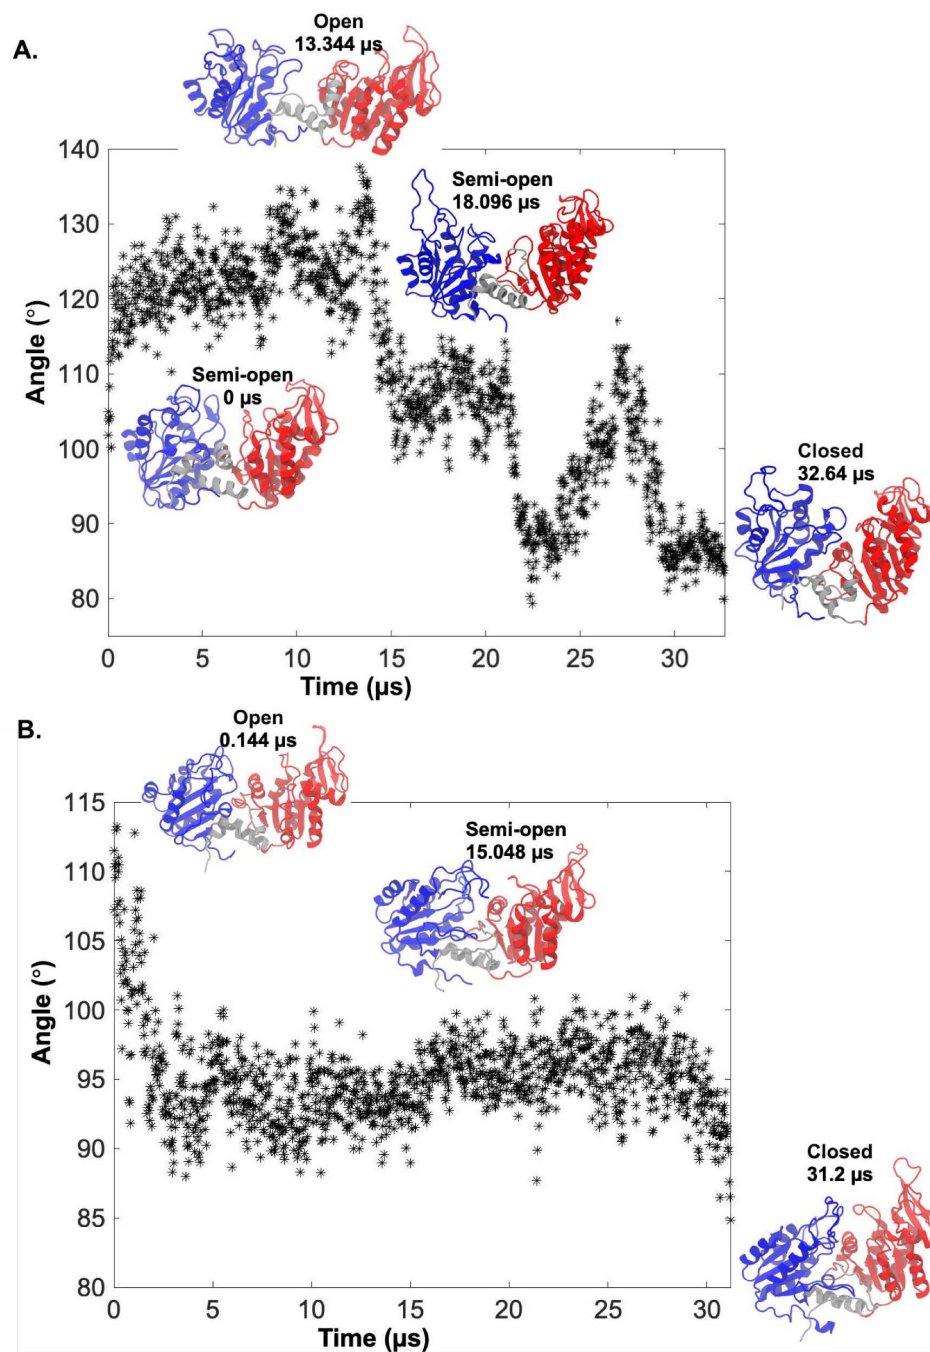 A.
Open
13.344 µs
140
130
120
110
100
90
80
Angle (°)
Semi-open
18.096 µs
Semi-open
0 µs
Closed
32.64 µs
0 5 10 15 20 25 30
Time (µs)
B.
Open
0.144 µs
115
110
105
100
95
90
85
80
Angle (°)
Semi-open
15.048 µs
Closed
31.2 µs
0 5 10 15 20 25 30
Time (µs)